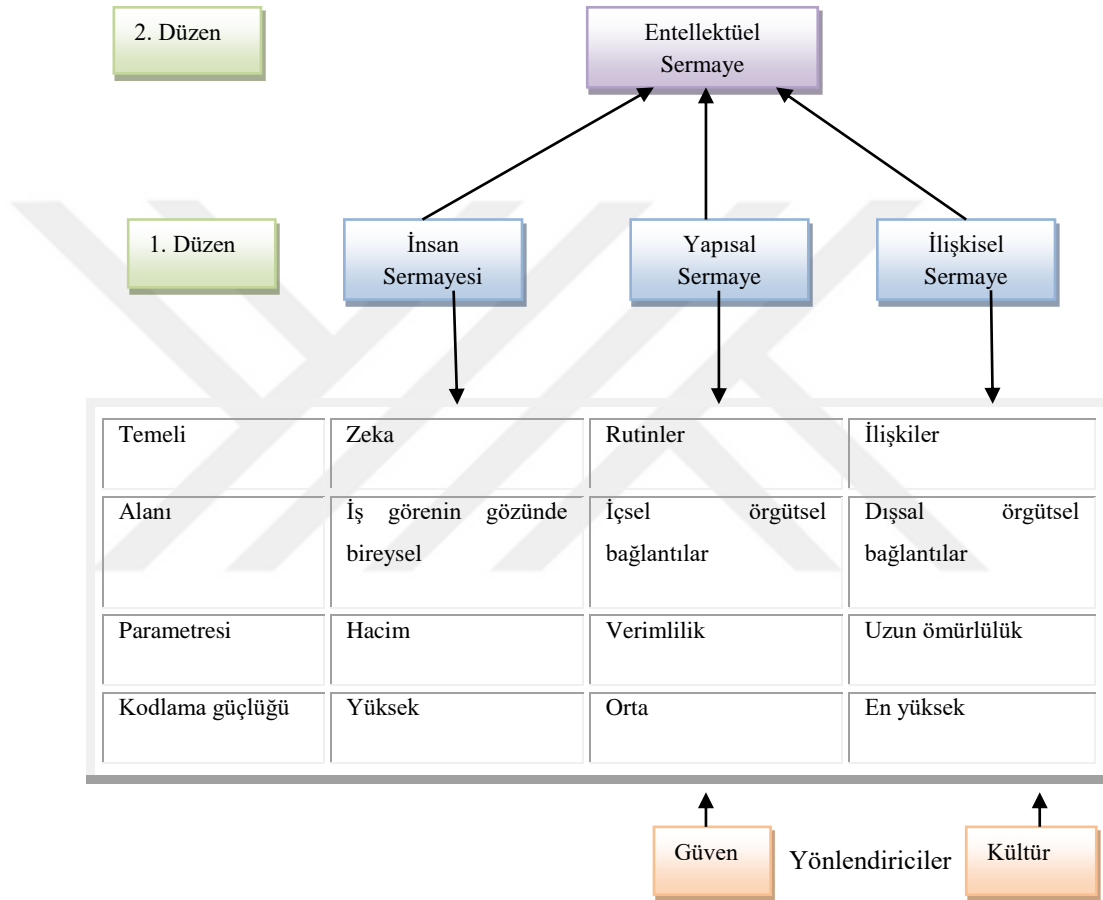 2. Düzen
Entellektüel
Sermaye
1. Düzen
İnsan
Sermayesi
Yapısal
Sermaye
İlişkisel
Sermaye
Temeli
Zeka
Rutinler
İlişkiler
Alanı
İş görenin gözünde
bireysel
İçsel örgütsel
bağlantılar
Dışsal örgütsel
bağlantılar
Parametresi
Hacim
Verimlilik
Uzun ömürlülük
Kodlama güçlüğü
Yüksek
Orta
En yüksek
Güven
Yönlendiriciler
Kültür